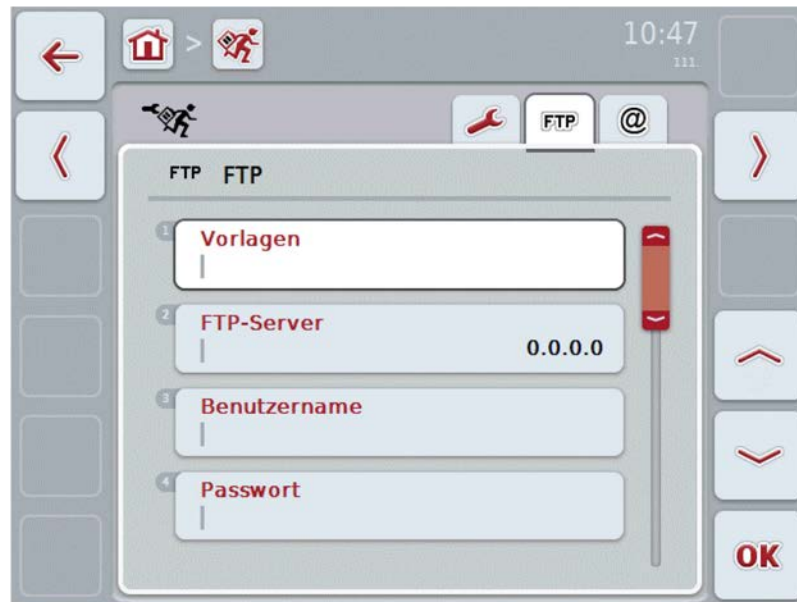 >
10:47
111.
FTP
@
FTP FTP
1
Vorlagen
2
FTP-Server
0.0.0.0
3
Benutzername
4
Passwort
OK